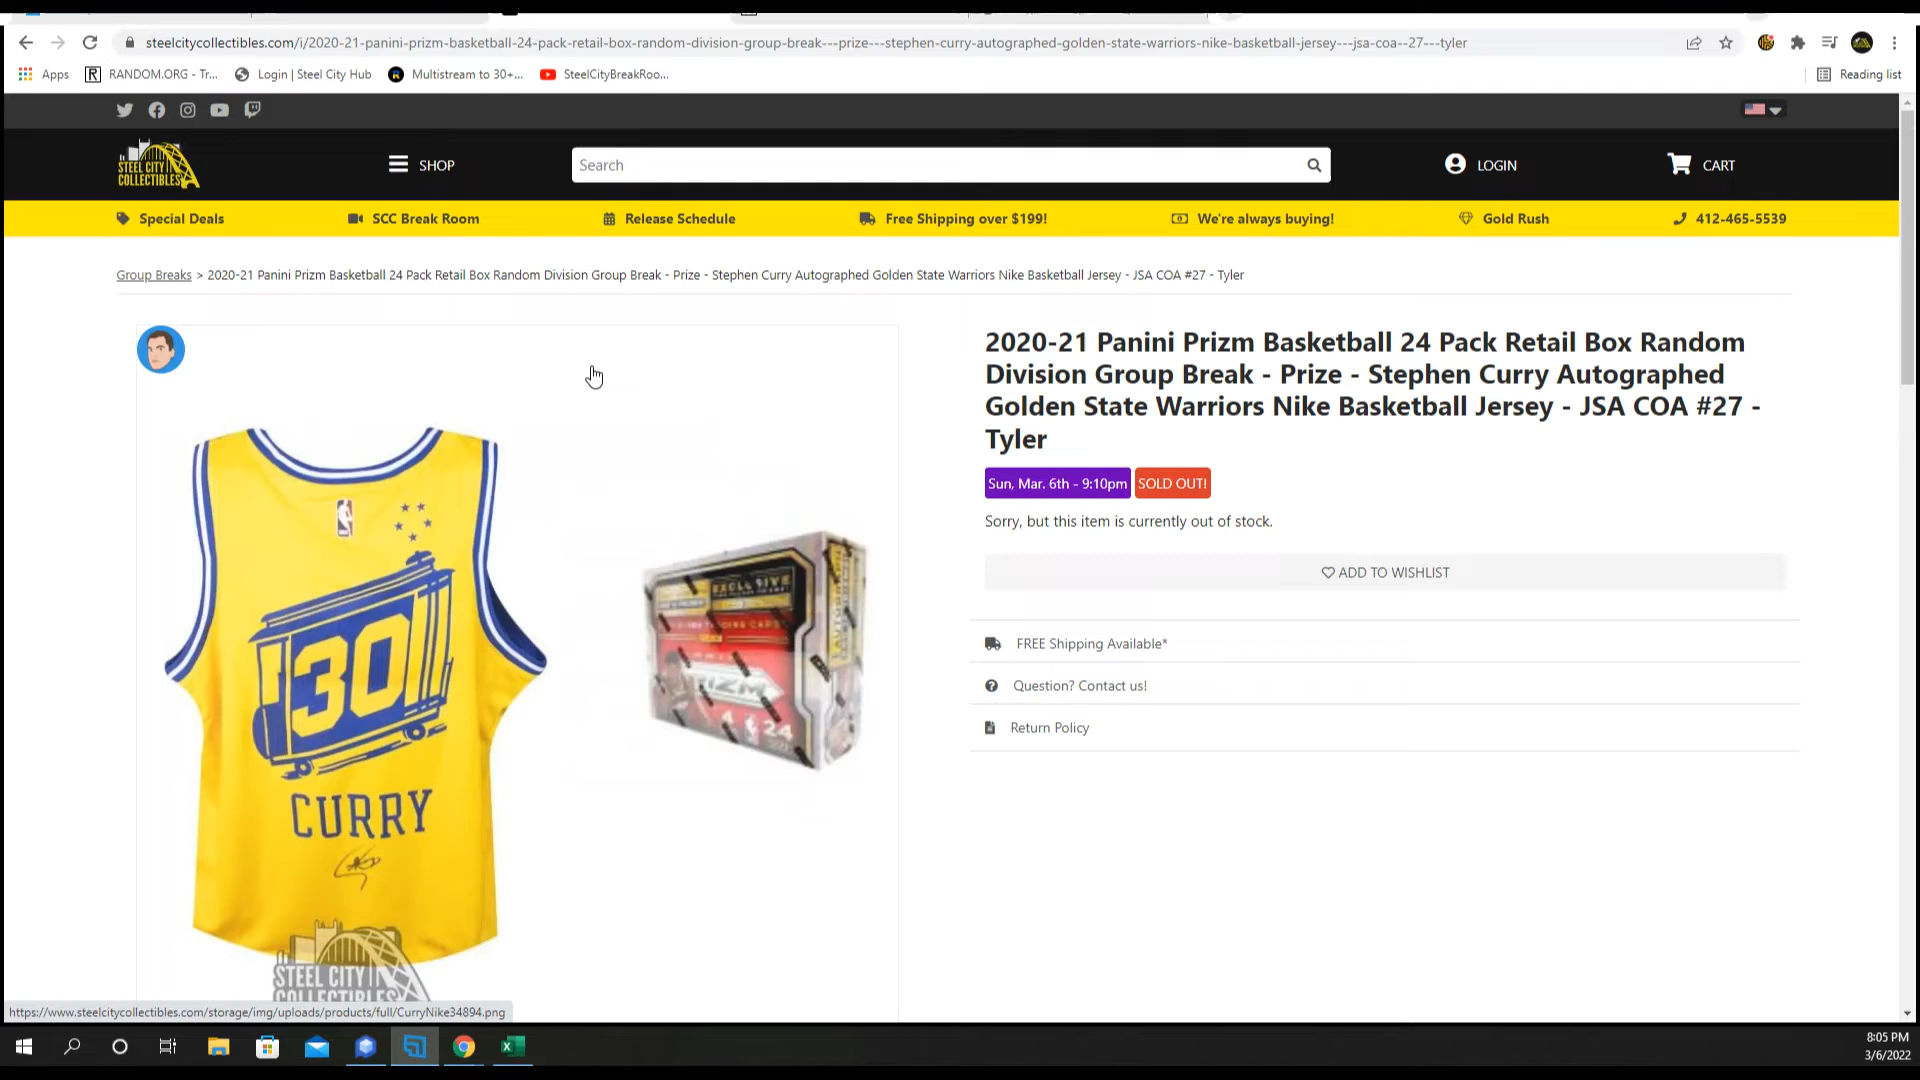 steelcitycollectibles.com/i/2020-21-panini-prizm-basketball-24-pack-retail-box-random-division-group-break---prize---stephen-curry-autographed-golden-state-warriors-nike-basketball-jersey---jsa-coa--27---tyler
Apps
RANDOM.ORG - Tr...
Login | Steel City Hub
Multistream to 30+...
SteelCityBreakRoo...
Reading list
STEEL CITY
COLLECTIBLES
SHOP
Search
LOGIN
CART
Special Deals
SCC Break Room
Release Schedule
Free Shipping over $199!
We're always buying!
Gold Rush
412-465-5539
Group Breaks > 2020-21 Panini Prizm Basketball 24 Pack Retail Box Random Division Group Break - Prize - Stephen Curry Autographed Golden State Warriors Nike Basketball Jersey - JSA COA #27 - Tyler
2020-21 Panini Prizm Basketball 24 Pack Retail Box Random
Division Group Break - Prize - Stephen Curry Autographed
Golden State Warriors Nike Basketball Jersey - JSA COA #27 -
Tyler
Sun, Mar. 6th - 9:10pm
SOLD OUT!
Sorry, but this item is currently out of stock.
ADD TO WISHLIST
FREE Shipping Available*
Question? Contact us!
Return Policy
30
CURRY
EXCLUSIVE
PRIZM
4
24
STEEL CITY
COLLECTIBLES
https://www.steelcitycollectibles.com/storage/img/uploads/products/full/CurryNike34894.png
8:05 PM
3/6/2022